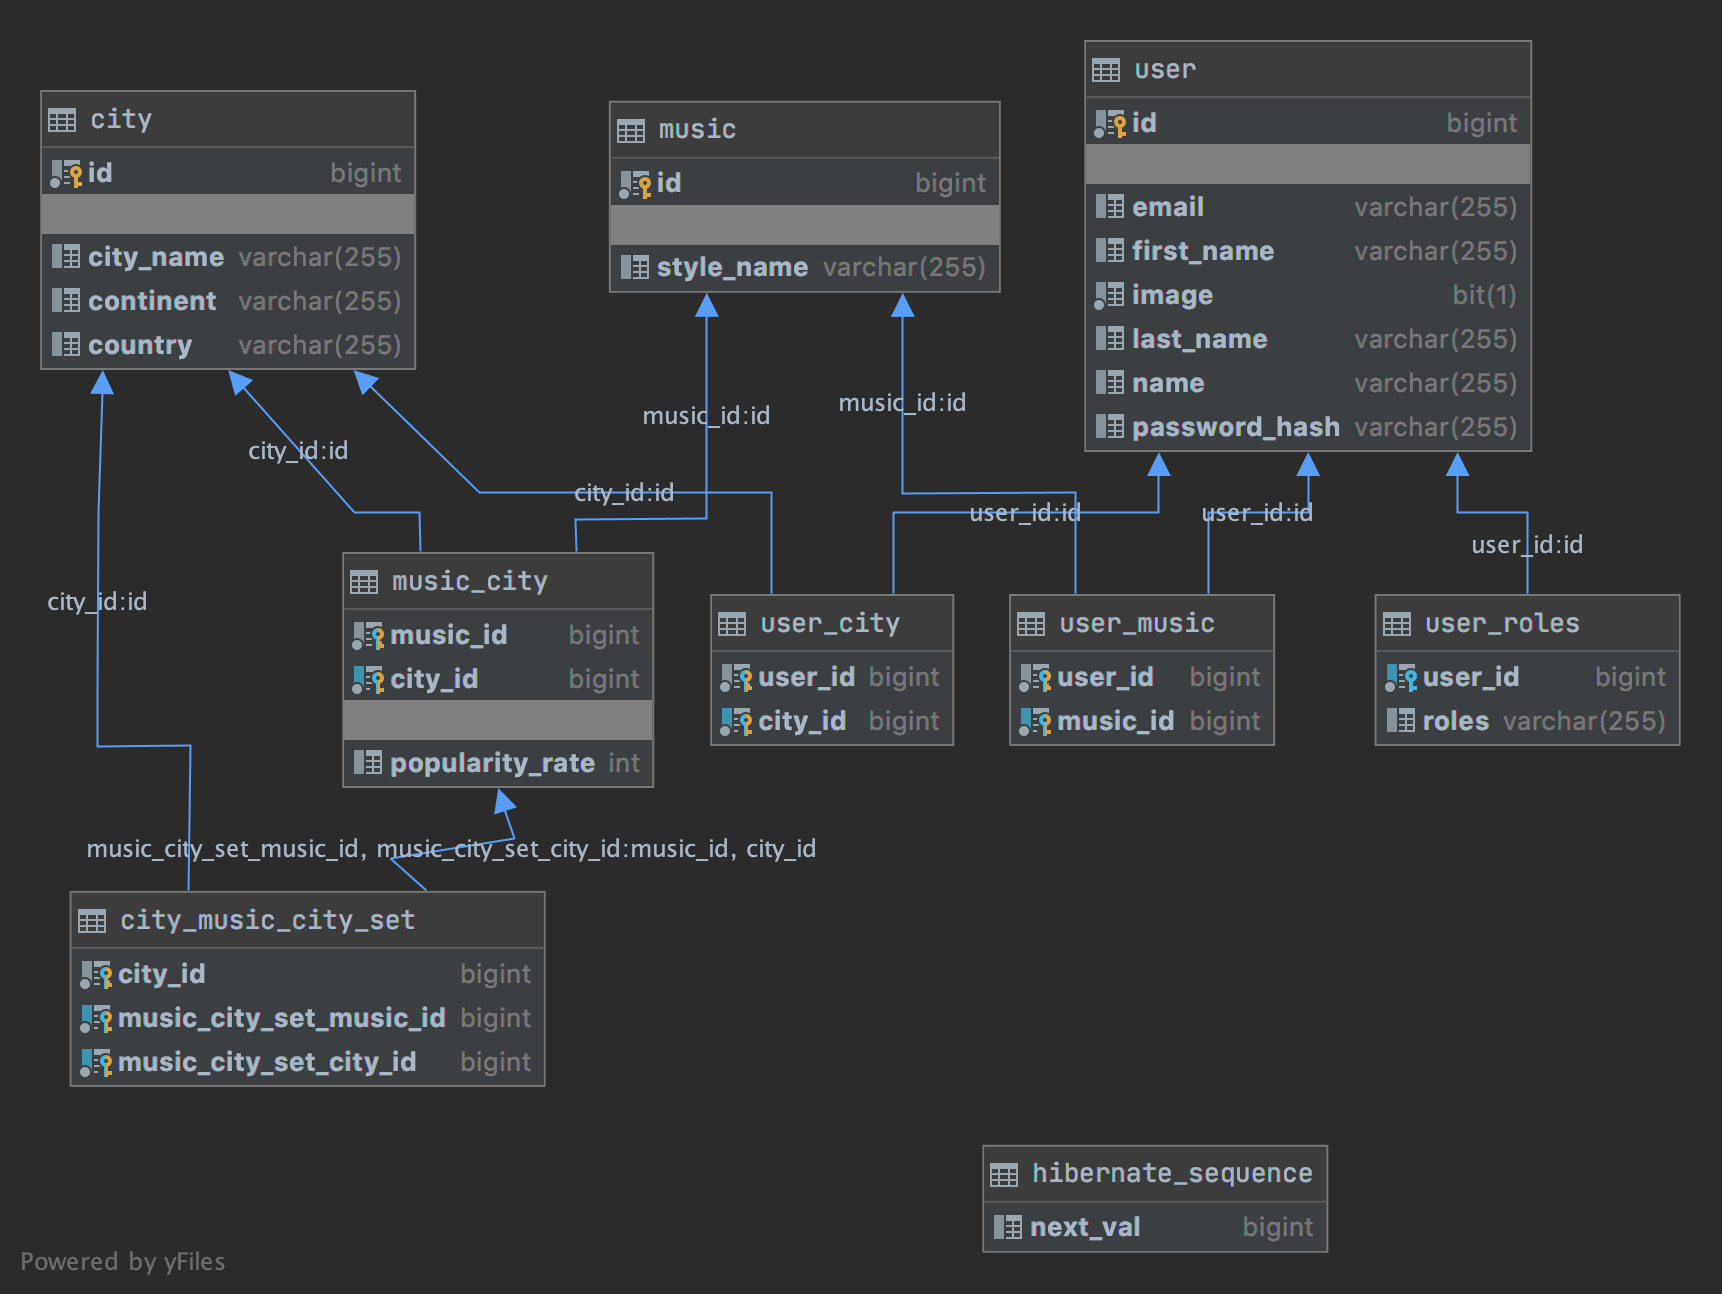 city
id bigint
city_name varchar(255)
continent varchar(255)
country varchar(255)
music
id bigint
style_name varchar(255)
user
id bigint
email varchar(255)
first_name varchar(255)
image bit(1)
last_name varchar(255)
name varchar(255)
password_hash varchar(255)
music_id:id
music_id:id
city_id:id
city_id:id
user_id:id
user_id:id
user_id:id
city_id:id
music_city
music_id bigint
city_id bigint
popularity_rate int
user_city
user_id bigint
city_id bigint
user_music
user_id bigint
music_id bigint
user_roles
user_id bigint
roles varchar(255)
music_city_set_music_id, music_city_set_city_id:music_id, city_id
city_music_city_set
city_id bigint
music_city_set_music_id bigint
music_city_set_city_id bigint
hibernate_sequence
next_val bigint
Powered by yFiles